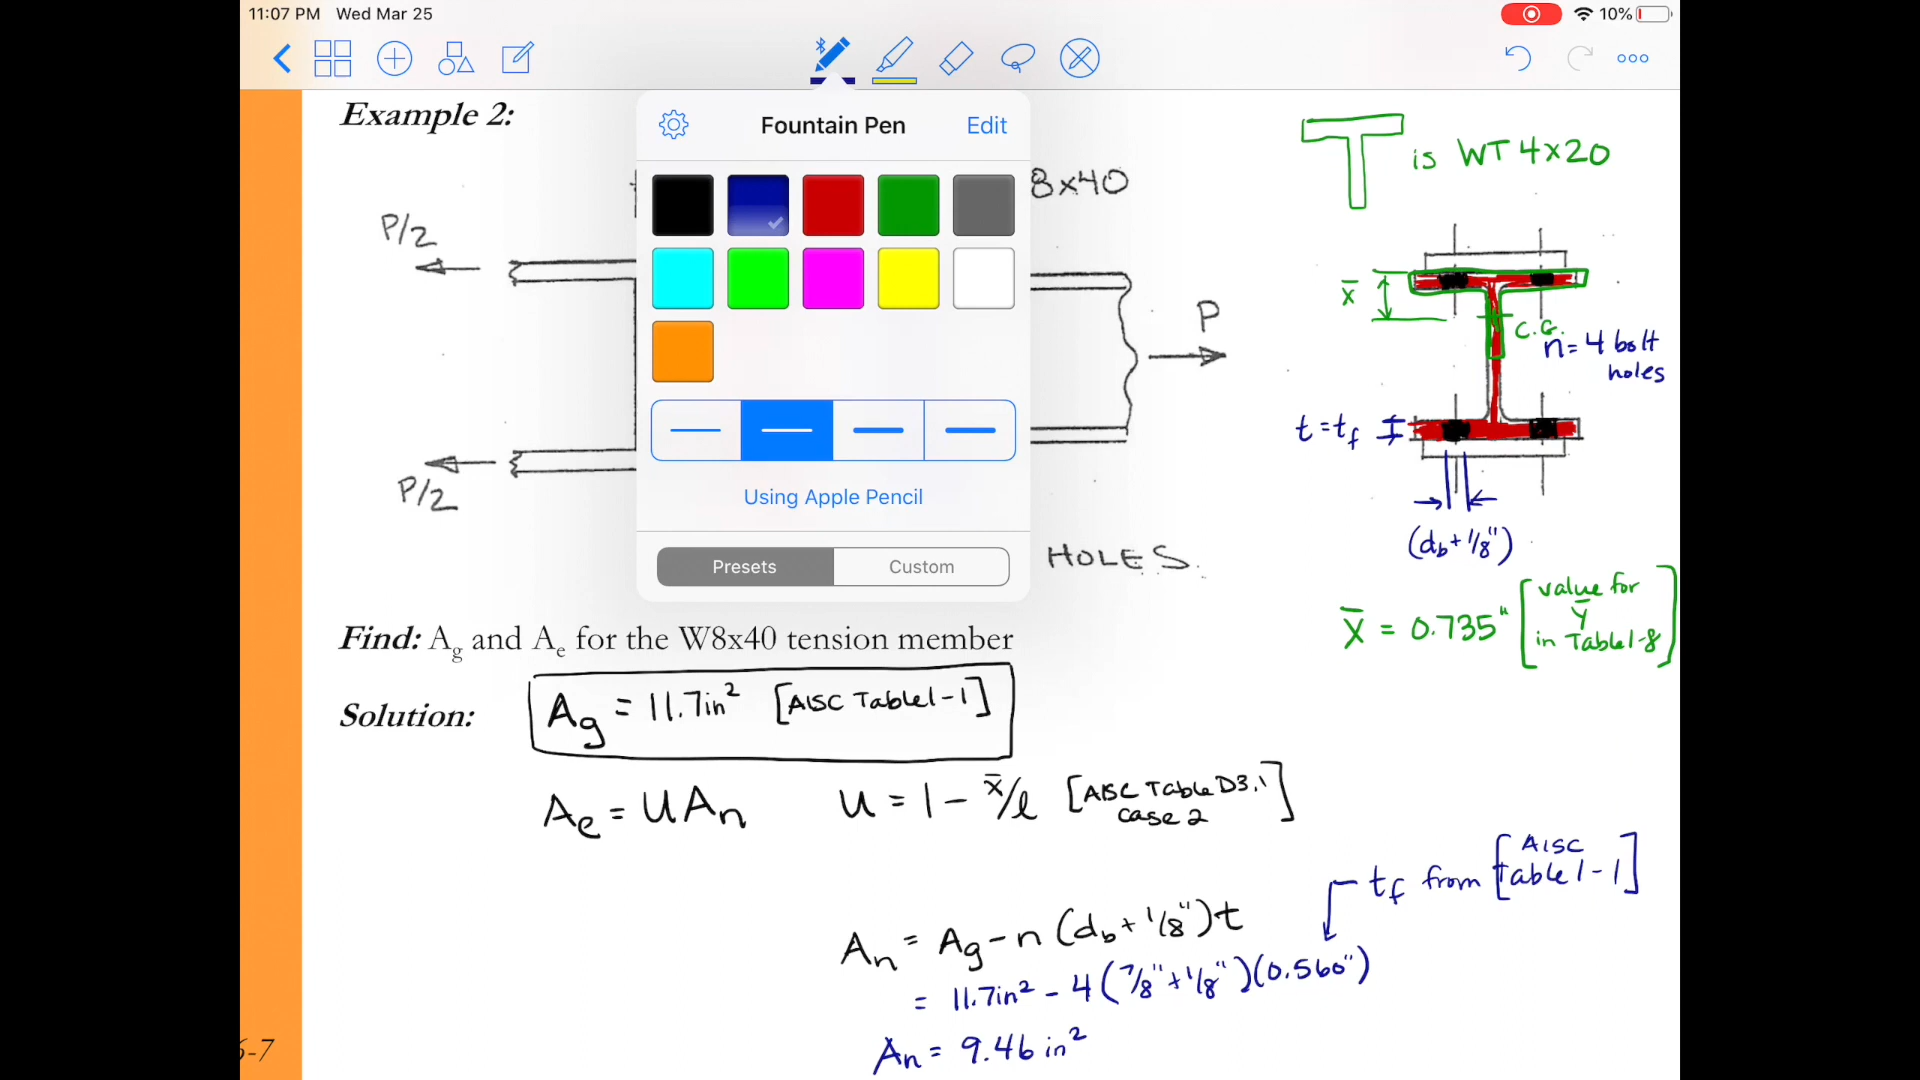 11:07 PM Wed Mar 25
10%
Example 2:
Fountain Pen
Edit
Using Apple Pencil
Presets
Custom
8x40
P/2
P/2
P
HOLES
T is WT 4x20
x̄
C.G.
n = 4 bolt
holes
t = tf
(db + 1/8")
x̄ = 0.735" [value for
ȳ
in Table 1-8]
Find: Ag and Ae for the W8x40 tension member
Solution:
Ag = 11.7in² [AISC Table 1-1]
Ae = UAn
U = 1 - x̄/l [AISC Table D3.1
Case 2]
tf from [AISC
table 1-1]
An = Ag - n (db + 1/8") t
= 11.7in² - 4 (7/8" + 1/8")(0.560")
An = 9.46 in²
6-7